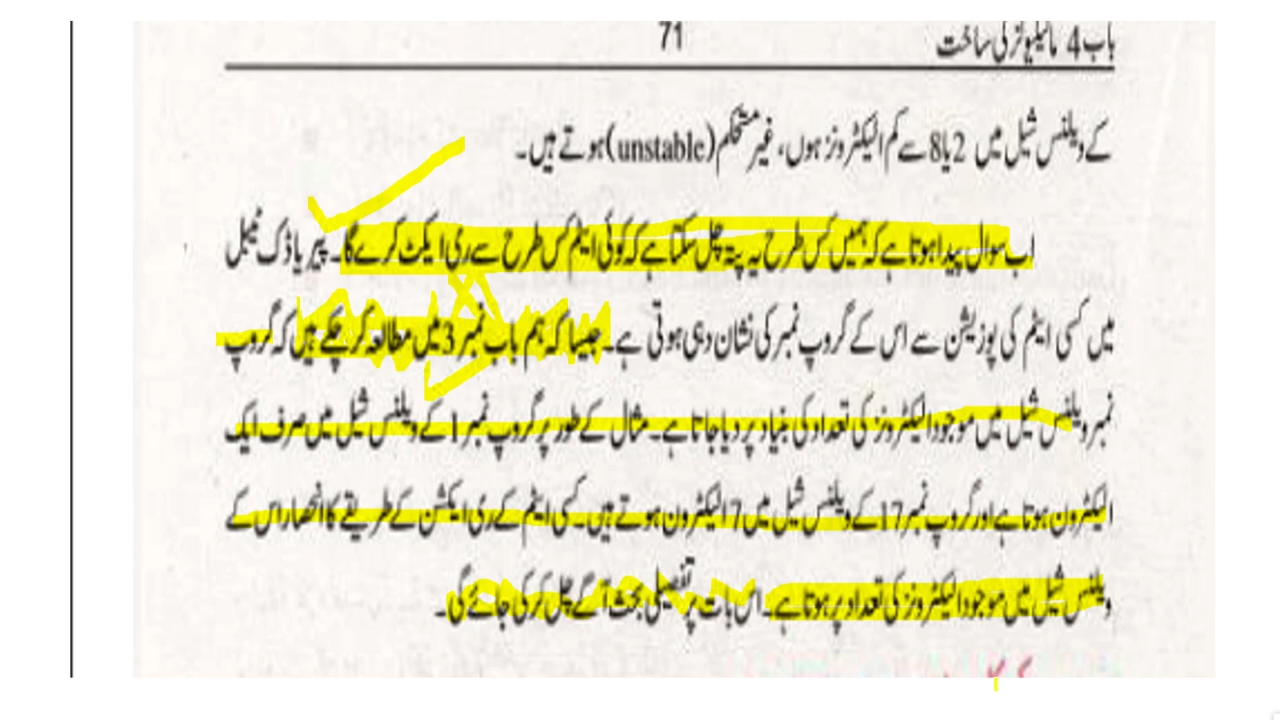 باب 4 مالیکیولز کی ساخت
71
کے ویلنس شیل میں 2 یا 8 سے کم الیکٹرونز ہوں، غیر مستحکم (unstable) ہوتے ہیں۔
اب سوال پیدا ہوتا ہے کہ ہمیں کس طرح یہ پتہ چل سکتا ہے کہ کوئی ایٹم کس طرح سے ری ایکٹ کرے گا۔ پیریاڈک ٹیبل
میں کسی ایٹم کی پوزیشن سے اس کے گروپ نمبر کی نشان دہی ہوتی ہے۔ جیسا کہ ہم باب نمبر 3 میں مطالعہ کر چکے ہیں کہ گروپ
نمبر ویلنس شیل میں موجود الیکٹرونز کی تعداد کی بنیاد پر دیا جاتا ہے۔ مثال کے طور پر گروپ نمبر 1 کے ویلنس شیل میں صرف ایک
الیکٹرون ہوتا ہے اور گروپ نمبر 17 کے ویلنس شیل میں 7 الیکٹرون ہوتے ہیں۔ کسی ایٹم کے ری ایکشن کے طریقے کا انحصار اس کے
ویلنس شیل میں موجود الیکٹرونز کی تعداد پر ہوتا ہے۔ اس بات پر تفصیلی بحث آگے چل کر کی جائے گی۔